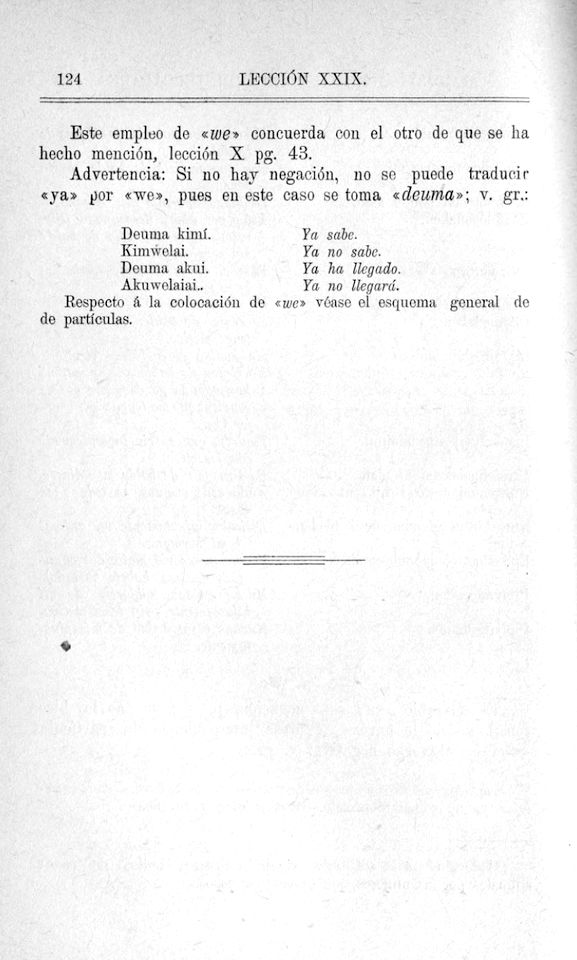 124 LECCIÓN XXIX.
Este empleo de «we» concuerda con el otro de que se ha
hecho mención, lección X pg. 43.
Advertencia: Si no hay negación, no se puede traducir
«ya» por «we», pues en este caso se toma «deuma»; v. gr.:
Deuma kimí. Ya sabe.
Kimwelai. Ya no sabe.
Deuma akui. Ya ha llegado.
Akuwelaiai.. Ya no llegará.
Respecto á la colocación de «we» véase el esquema general de
de partículas.